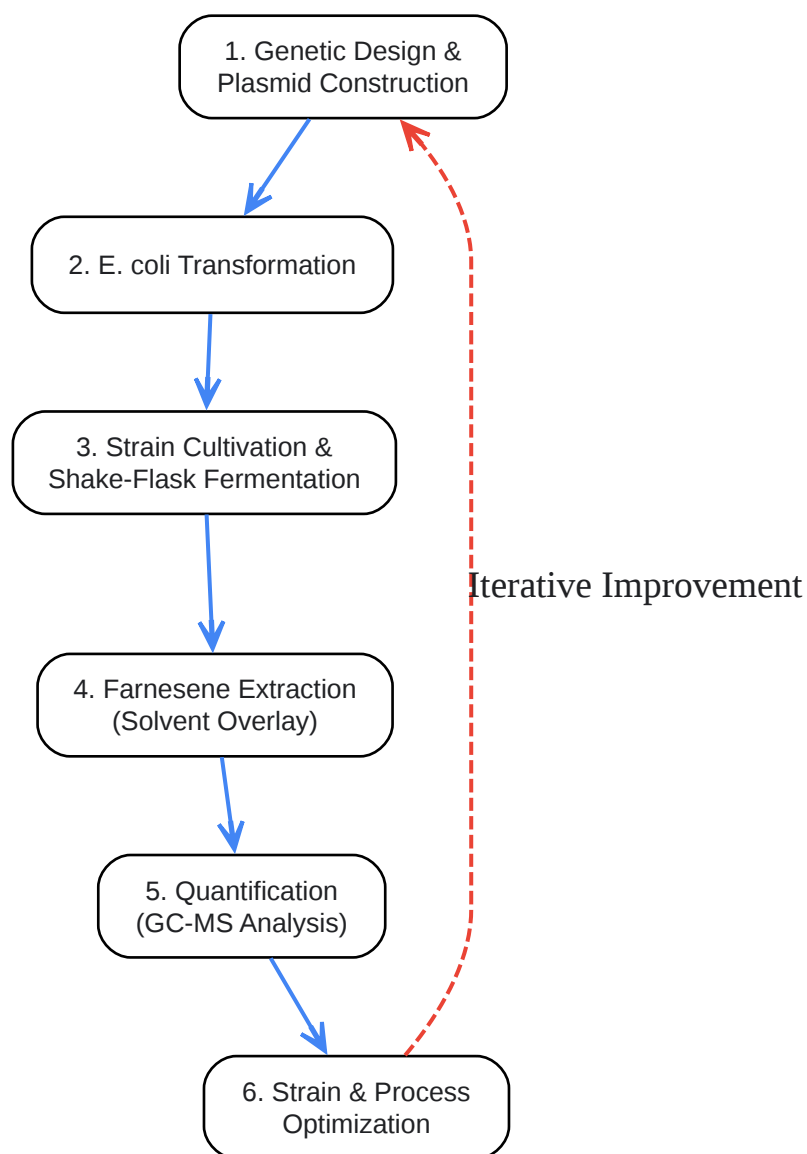 1. Genetic Design &
Plasmid Construction
2. E. coli Transformation
3. Strain Cultivation &
Shake-Flask Fermentation
Iterative Improvement
4. Farnesene Extraction
(Solvent Overlay)
5. Quantification
(GC-MS Analysis)
6. Strain & Process
Optimization